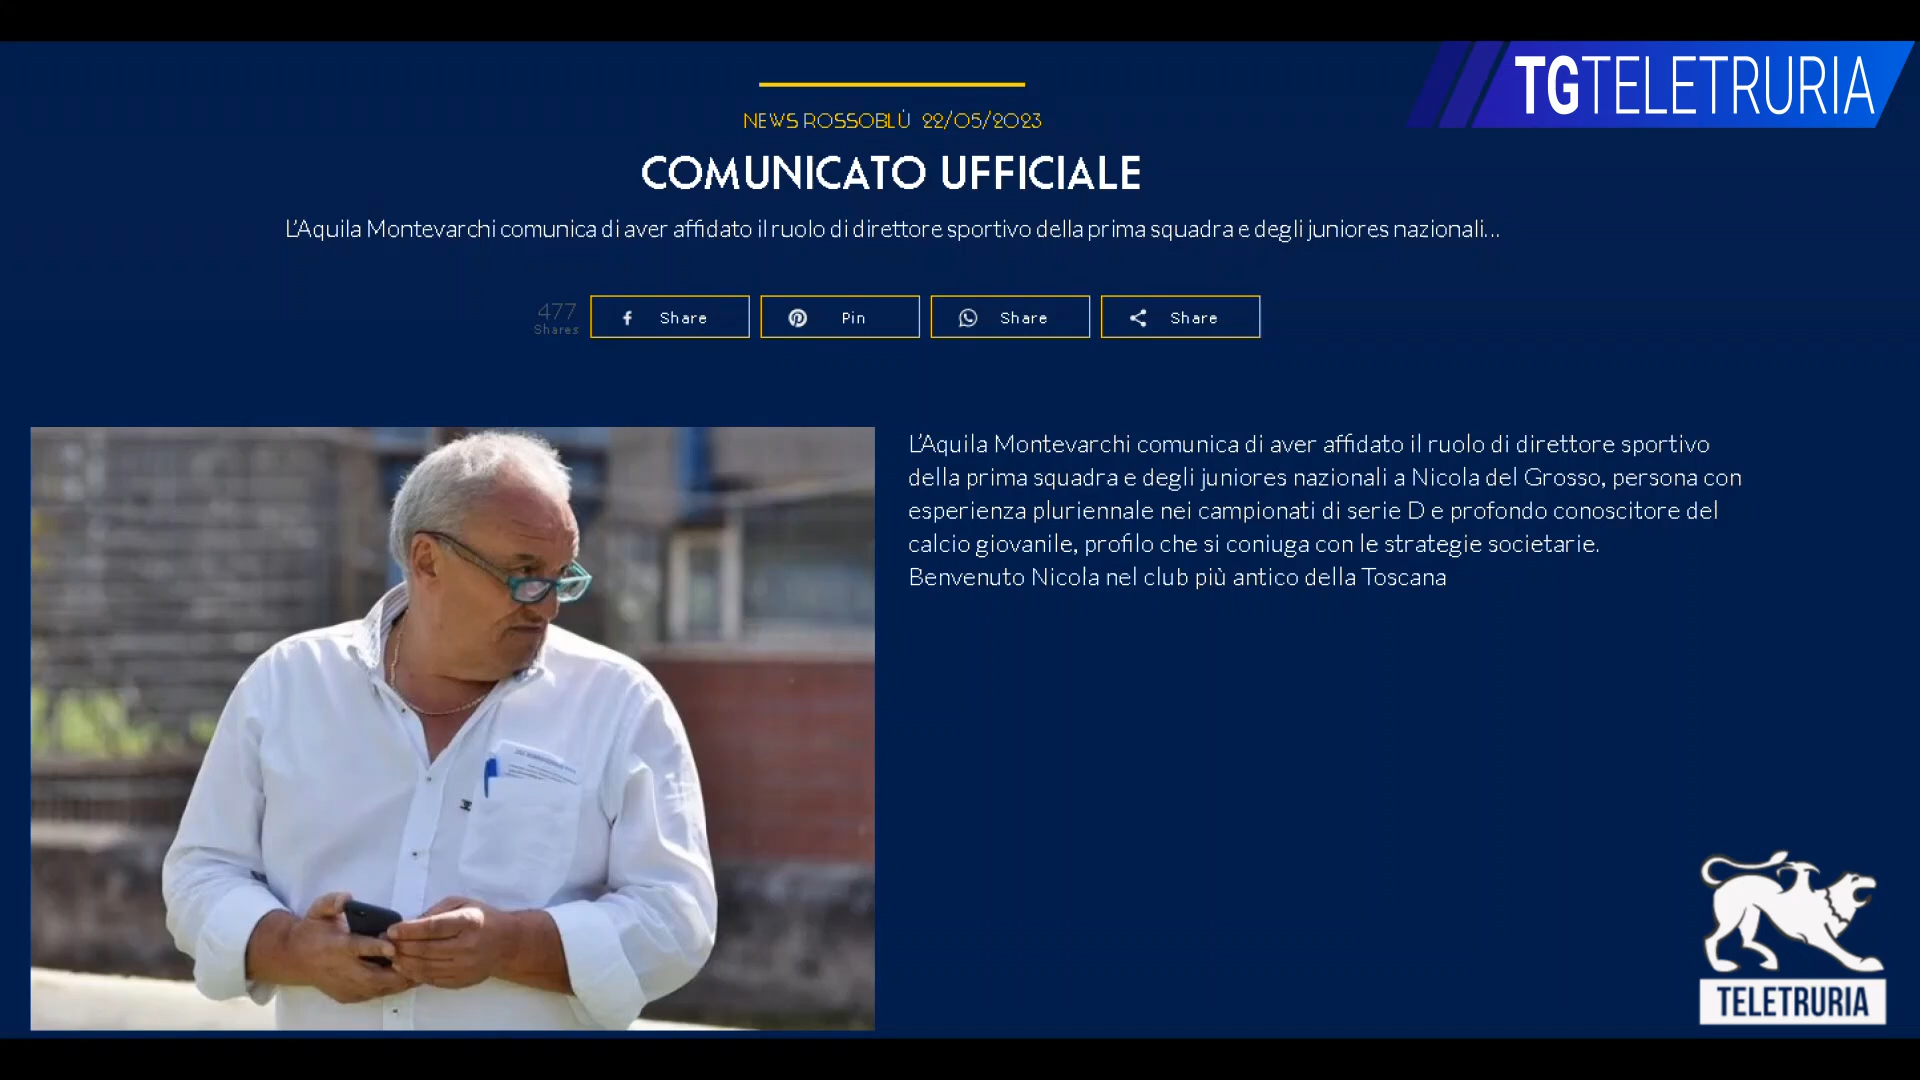 TGTELETRURIA
NEWS ROSSOBLÙ 22/05/2023
COMUNICATO UFFICIALE
L'Aquila Montevarchi comunica di aver affidato il ruolo di direttore sportivo della prima squadra e degli juniores nazionali...
477
Shares
Share
Pin
Share
Share
L'Aquila Montevarchi comunica di aver affidato il ruolo di direttore sportivo
della prima squadra e degli juniores nazionali a Nicola del Grosso, persona con
esperienza pluriennale nei campionati di serie D e profondo conoscitore del
calcio giovanile, profilo che si coniuga con le strategie societarie.
Benvenuto Nicola nel club più antico della Toscana
TELETRURIA